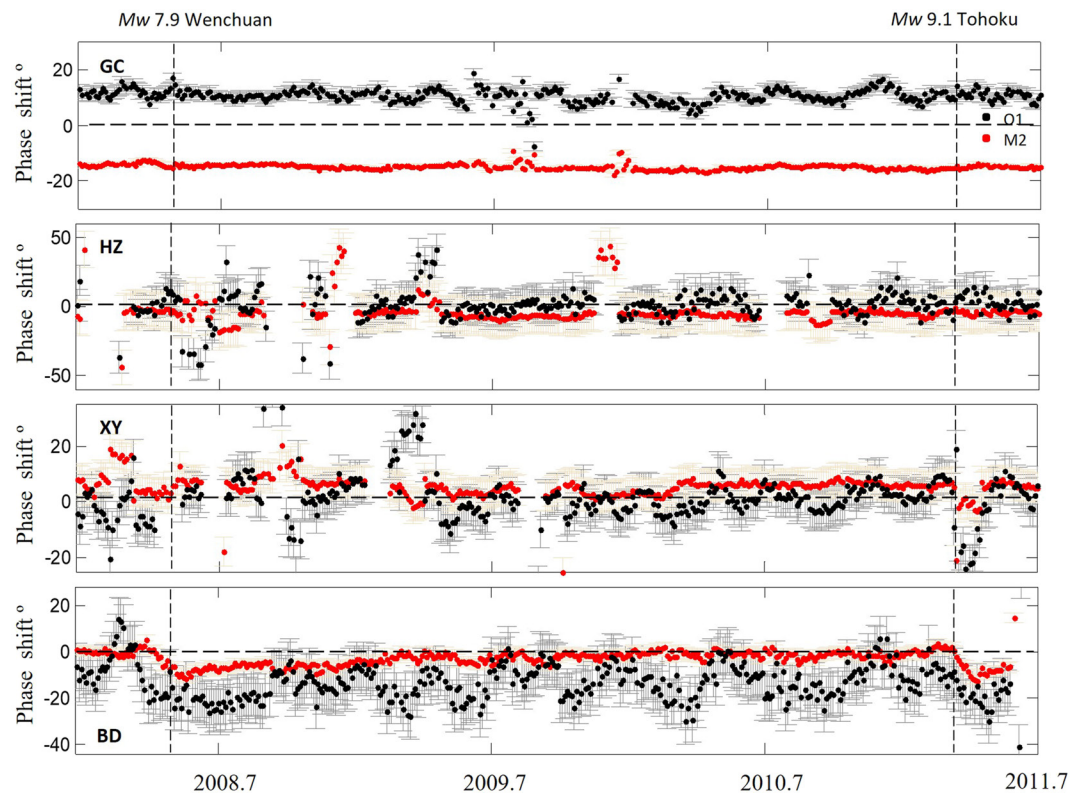 Mw 7.9 Wenchuan Mw 9.1 Tohoku
GC
Phase shift °
20
0
-20
O1
M2
HZ
Phase shift °
50
0
-50
XY
Phase shift °
20
0
-20
BD
Phase shift °
20
0
-20
-40
2008.7 2009.7 2010.7 2011.7